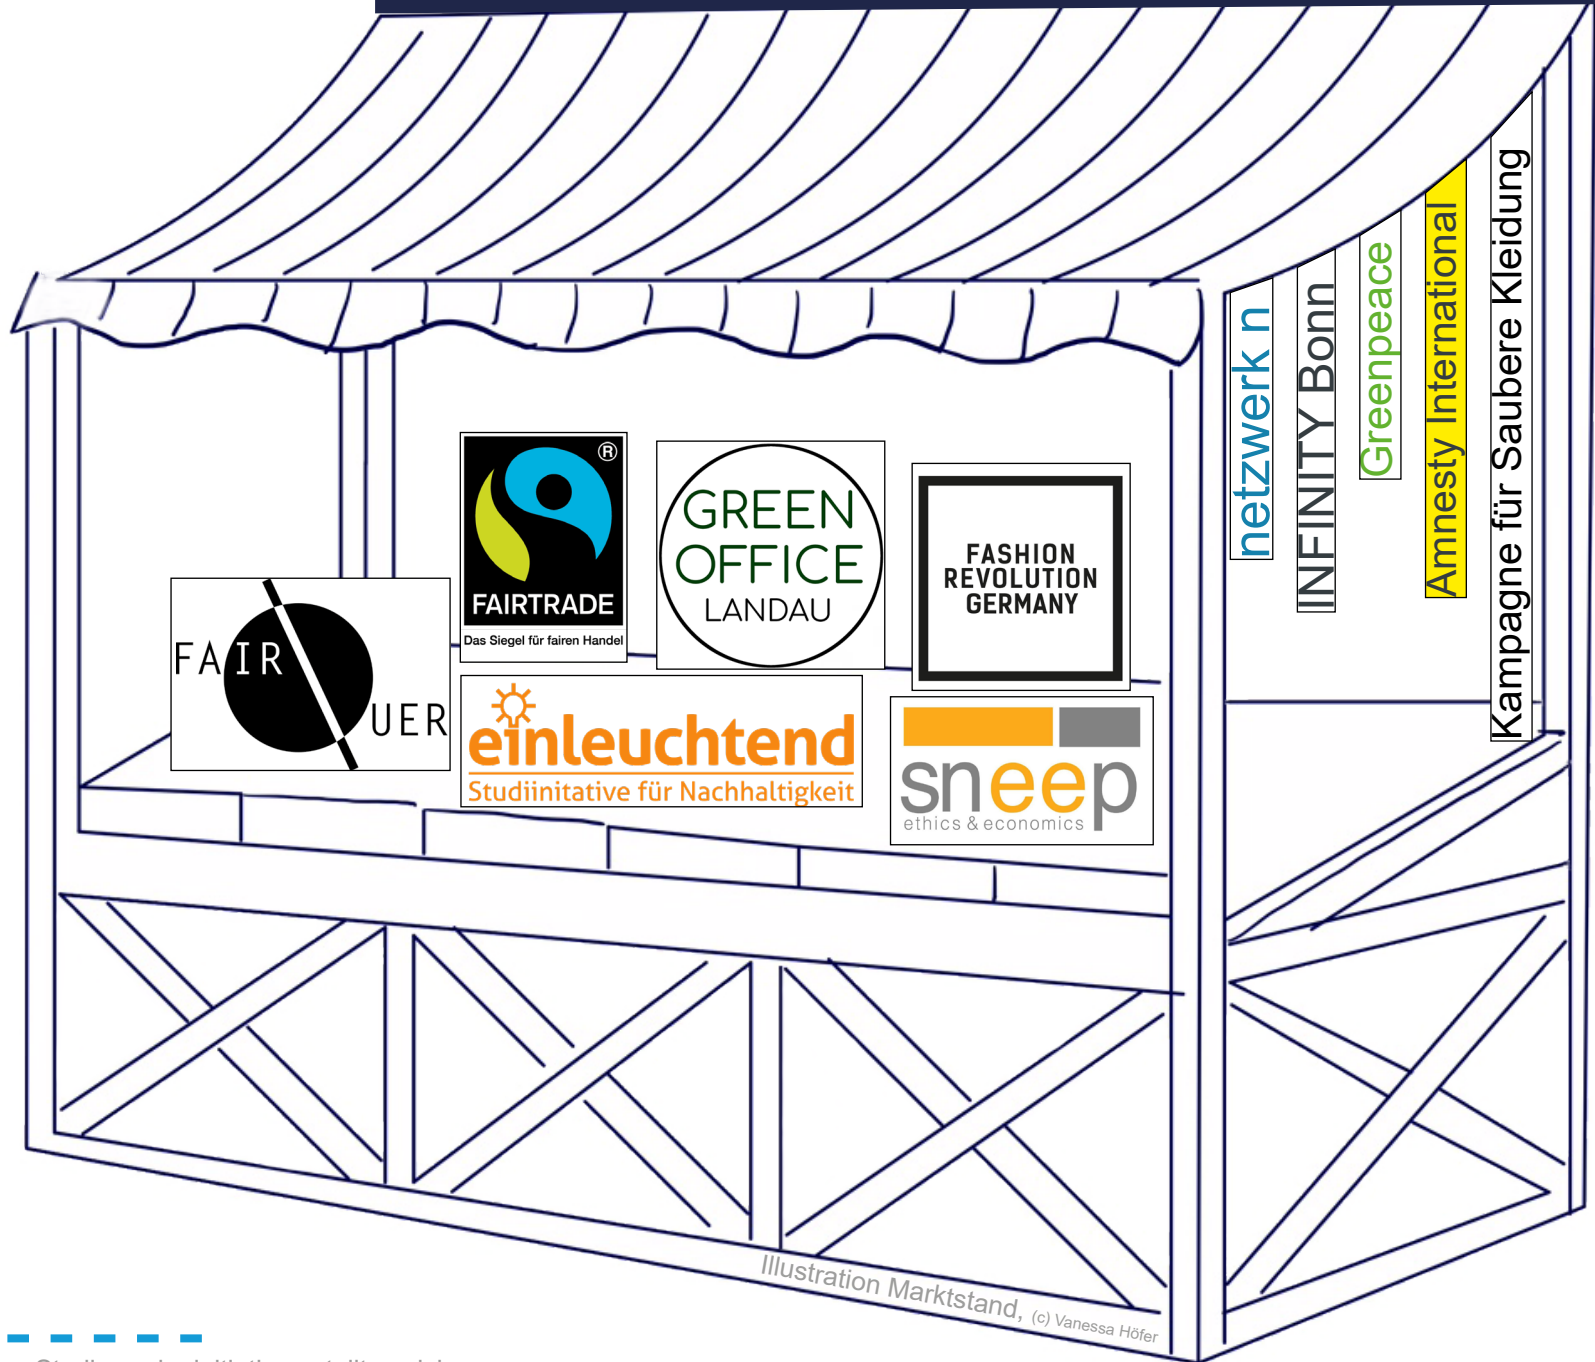 FAIR
UER
®
FAIRTRADE
Das Siegel für fairen Handel
GREEN
OFFICE
LANDAU
FASHION
REVOLUTION
GERMANY
einleuchtend
Studiinitative für Nachhaltigkeit
sneep
ethics & economics
netzwerk n
INFINITY Bonn
Greenpeace
Amnesty International
Kampagne für Saubere Kleidung
Illustration Marktstand, (c) Vanessa Höfer